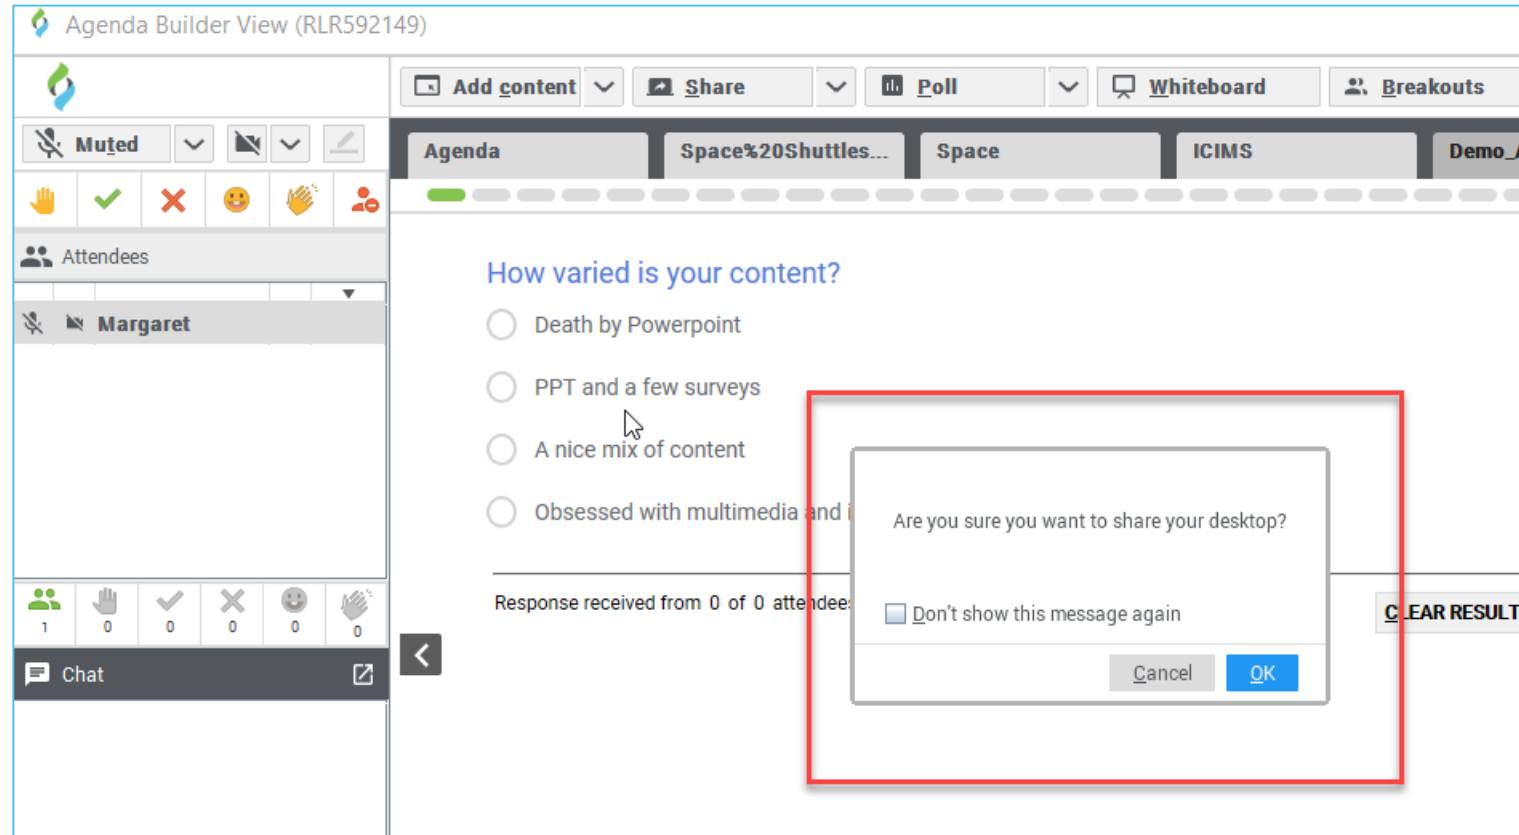 Agenda Builder View (RLR592149)
Add content
Share
Poll
Whiteboard
Breakouts
Muted
Agenda
Space%20Shuttles...
Space
ICIMS
Demo_
Attendees
Margaret
How varied is your content?
Death by Powerpoint
PPT and a few surveys
A nice mix of content
Obsessed with multimedia and i
Are you sure you want to share your desktop?
Response received from 0 of 0 attendees
Don't show this message again
CLEAR RESULT
Cancel OK
1 0 0 0 0 0
Chat